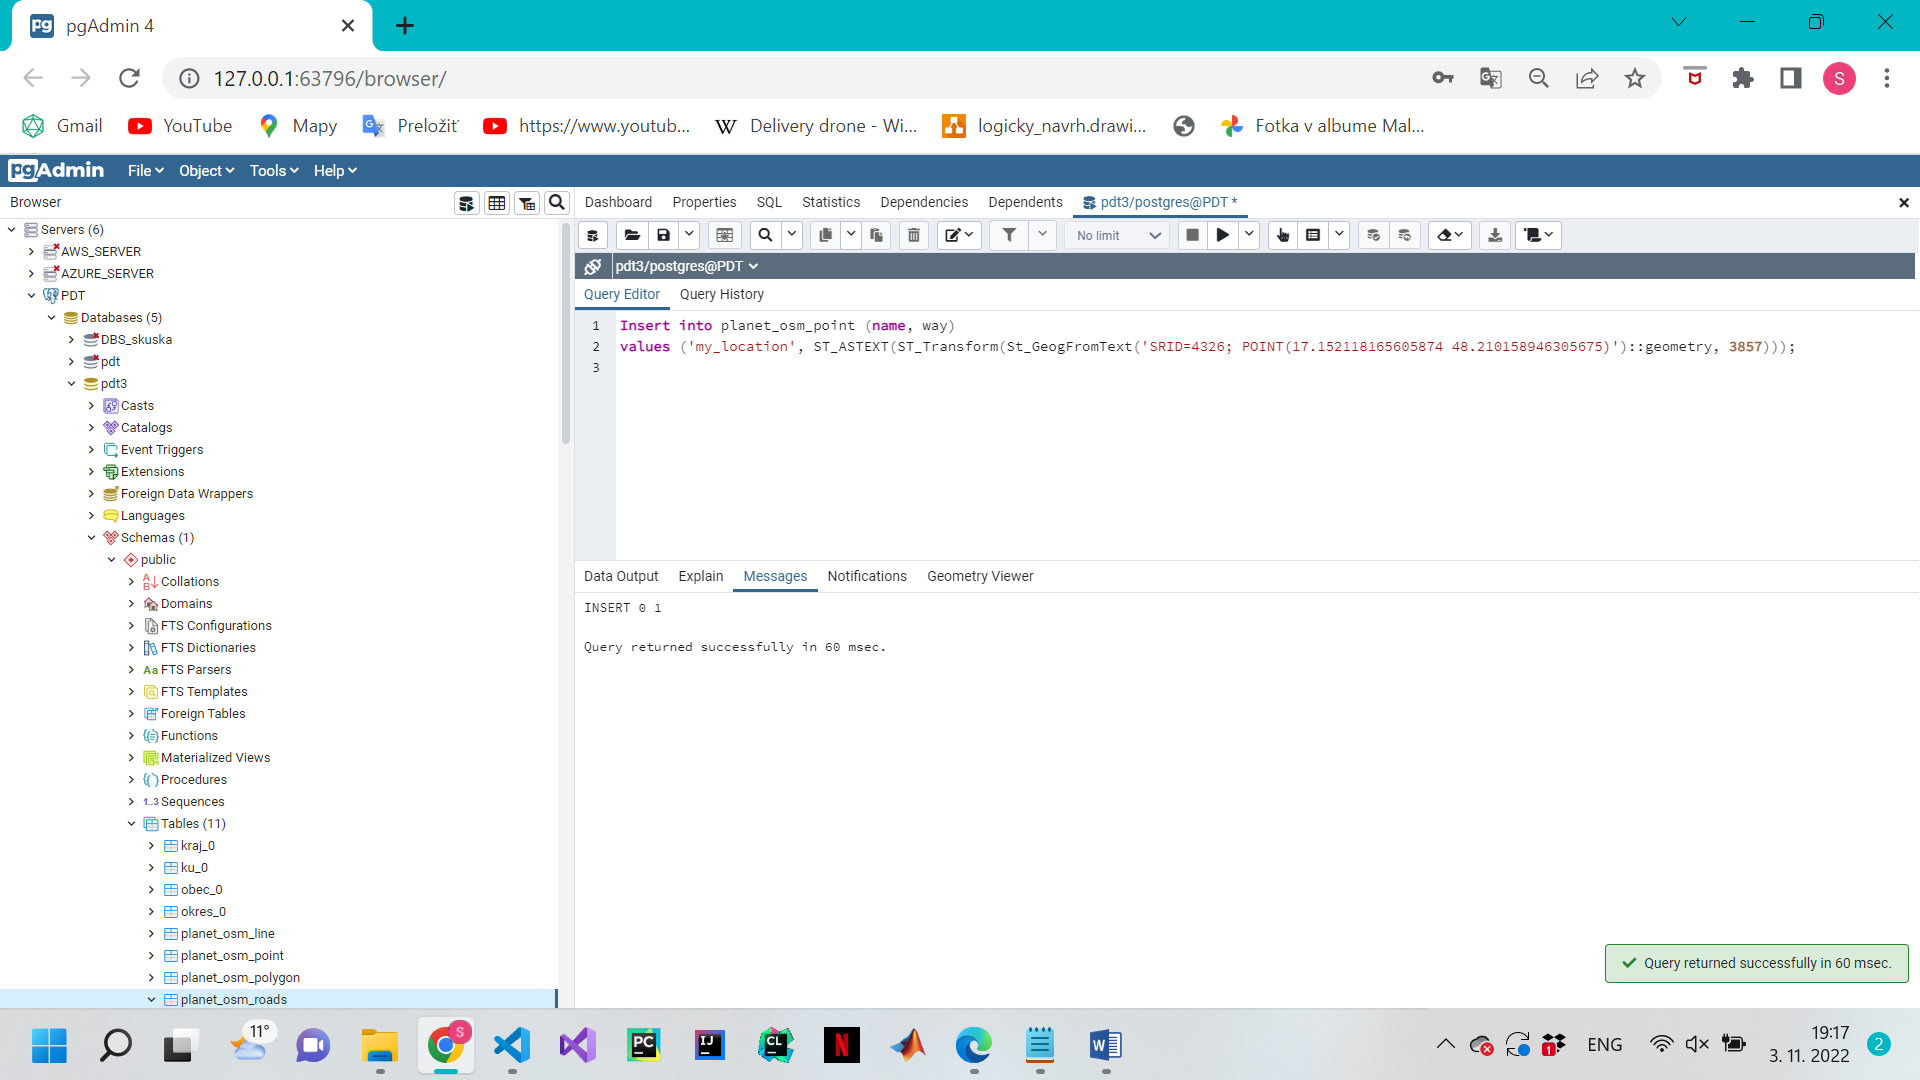 pgAdmin 4
127.0.0.1:63796/browser/
S
Gmail YouTube Mapy Preložiť https://www.youtub... Delivery drone - Wi... logicky_navrh.drawi... Fotka v albume Mal...
pgAdmin File Object Tools Help
Browser
Dashboard Properties SQL Statistics Dependencies Dependents pdt3/postgres@PDT *
No limit
pdt3/postgres@PDT
Query Editor Query History
1 Insert into planet_osm_point (name, way)
2 values ('my_location', ST_ASTEXT(ST_Transform(St_GeogFromText('SRID=4326; POINT(17.152118165605874 48.210158946305675)')::geometry, 3857)));
3
Servers (6)
AWS_SERVER
AZURE_SERVER
PDT
Databases (5)
DBS_skuska
pdt
pdt3
Casts
Catalogs
Event Triggers
Extensions
Foreign Data Wrappers
Languages
Schemas (1)
public
Collations
Domains
FTS Configurations
FTS Dictionaries
Aa FTS Parsers
FTS Templates
Foreign Tables
Functions
Materialized Views
Procedures
1..3 Sequences
Tables (11)
kraj_0
ku_0
obec_0
okres_0
planet_osm_line
planet_osm_point
planet_osm_polygon
planet_osm_roads
Data Output Explain Messages Notifications Geometry Viewer
INSERT 0 1
Query returned successfully in 60 msec.
Query returned successfully in 60 msec.
11°
S
PC
IJ
CL
N
W
1
ENG
19:17
3. 11. 2022
2